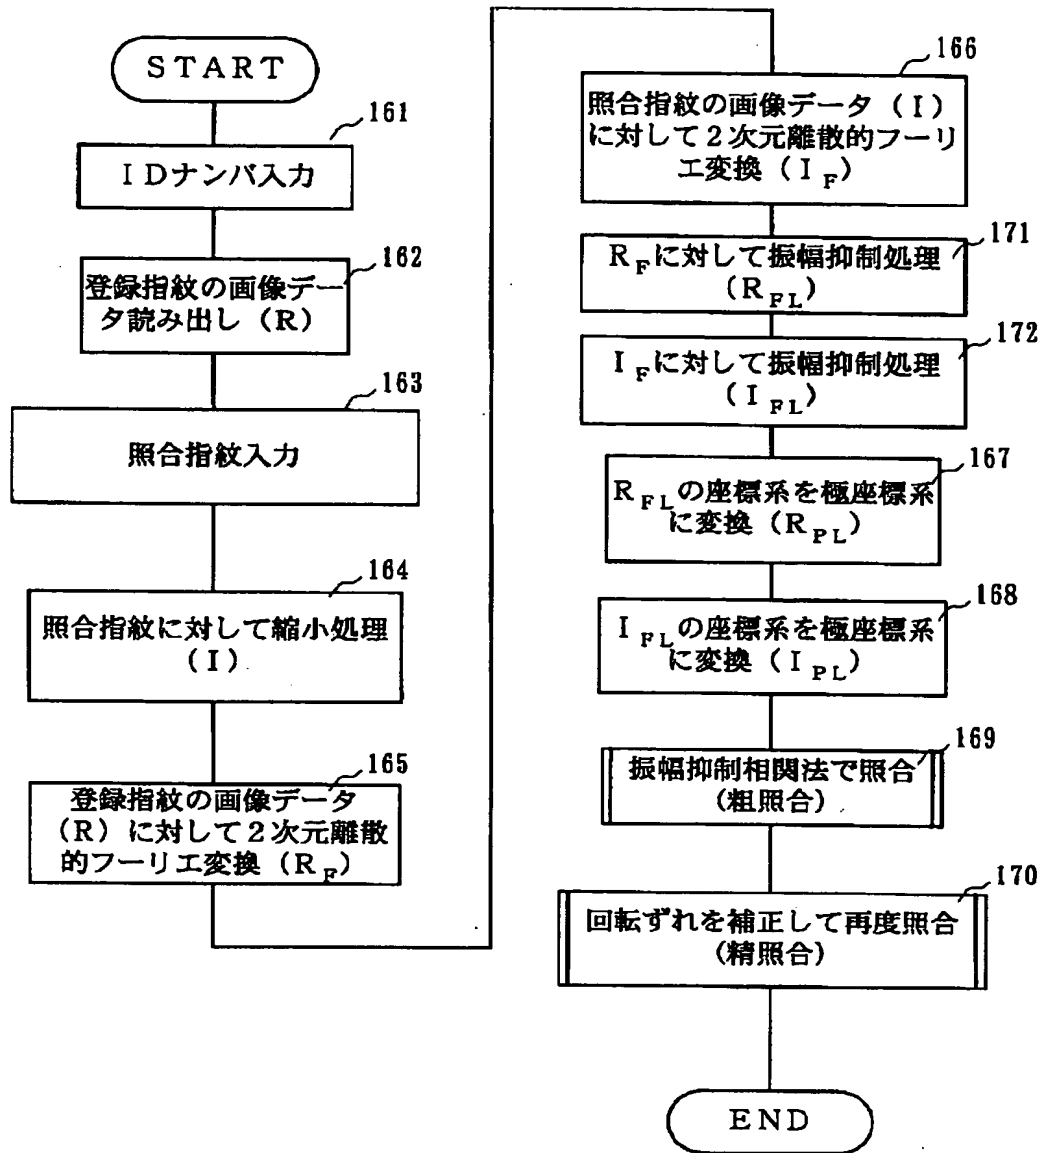 START
161
IDナンバ入力
162
登録指紋の画像デー
タ読み出し(R)
163
照合指紋入力
164
照合指紋に対して縮小処理
(I)
165
登録指紋の画像データ
(R)に対して2次元離散
的フーリエ変換(R_F)
166
照合指紋の画像データ(I)
に対して2次元離散的フーリ
エ変換(I_F)
171
R_Fに対して振幅抑制処理
(R_FL)
172
I_Fに対して振幅抑制処理
(I_FL)
167
R_FLの座標系を極座標系
に変換(R_PL)
168
I_FLの座標系を極座標系
に変換(I_PL)
169
振幅抑制相関法で照合
(粗照合)
170
回転ずれを補正して再度照合
(精照合)
END